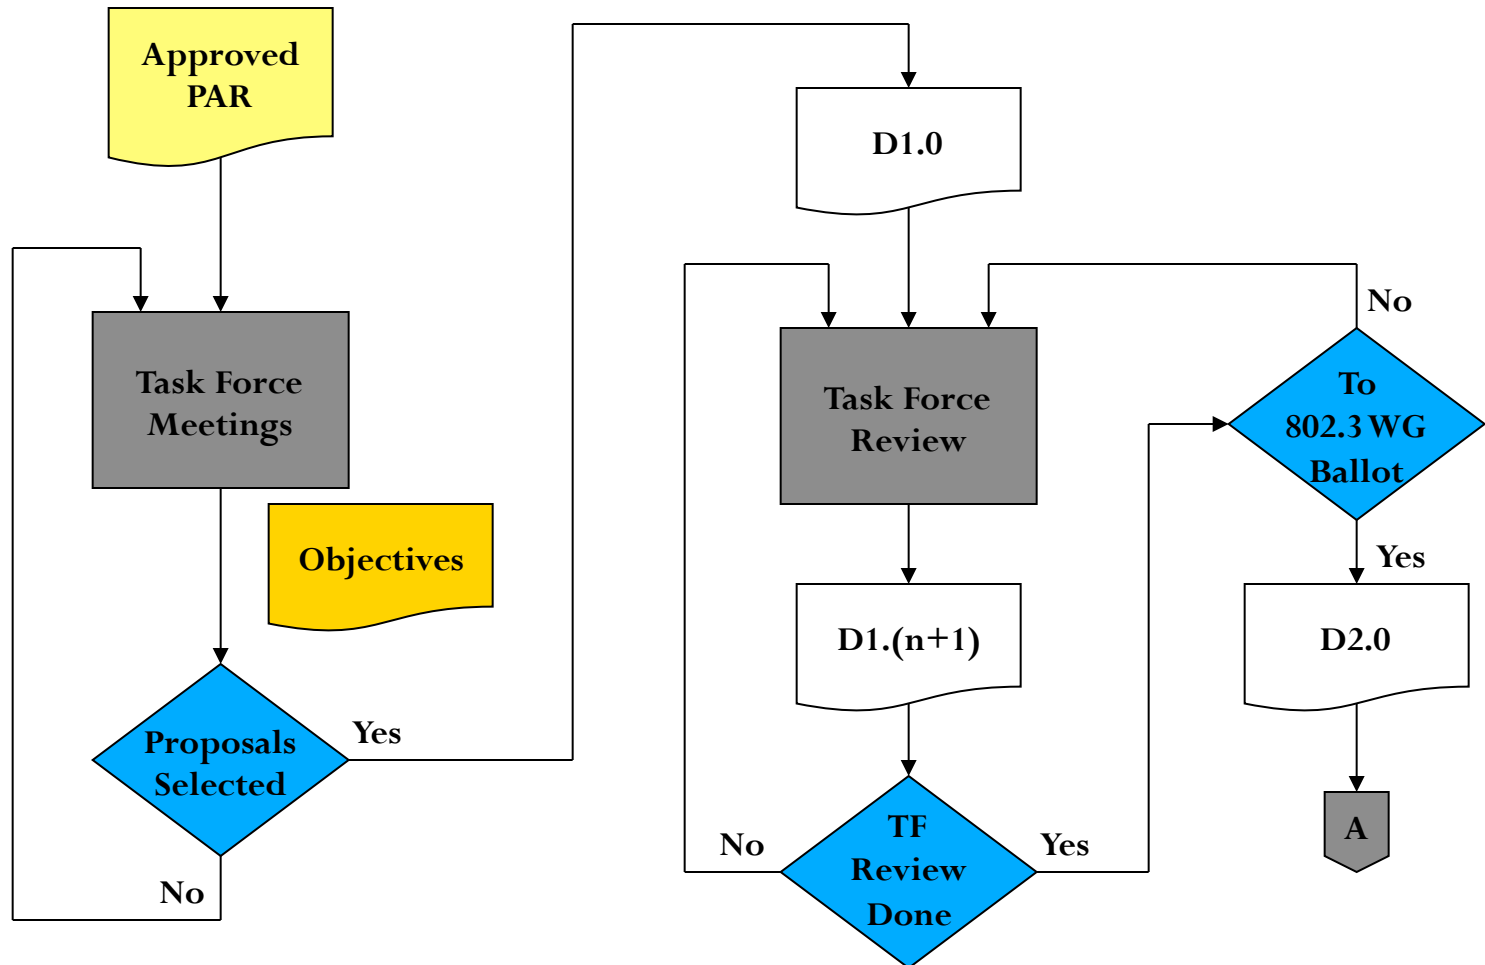 Approved
PAR
Task Force
Meetings
Objectives
Proposals
Selected
Yes
No
D1.0
Task Force
Review
D1.(n+1)
TF
Review
Done
No
Yes
To
802.3 WG
Ballot
No
Yes
D2.0
A